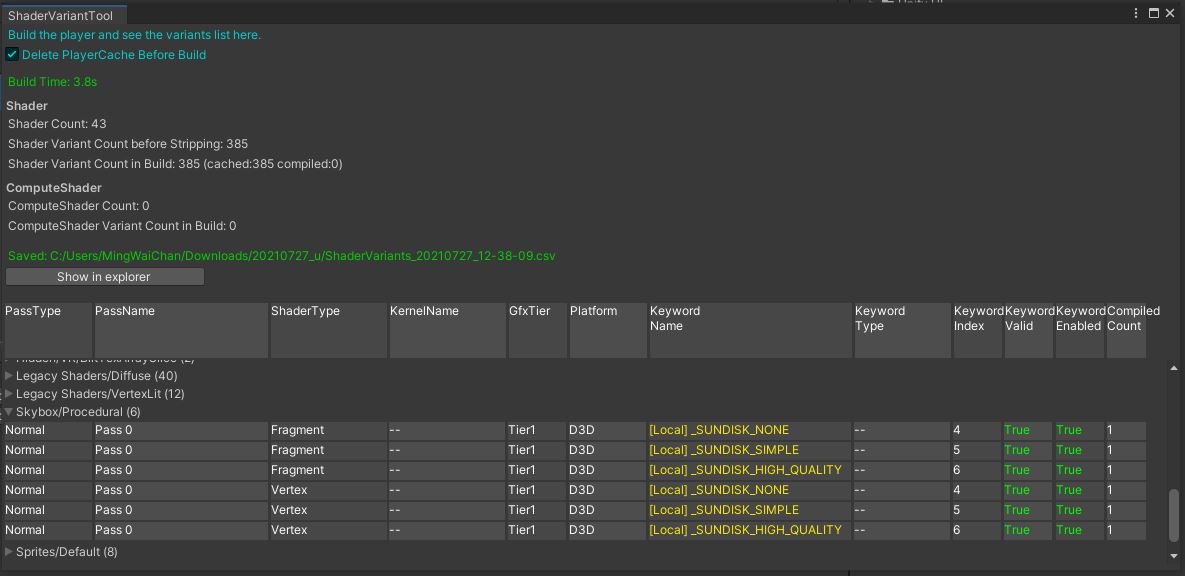 ShaderVariantTool
Build the player and see the variants list here.
Delete PlayerCache Before Build
Build Time: 3.8s
Shader
Shader Count: 43
Shader Variant Count before Stripping: 385
Shader Variant Count in Build: 385 (cached:385 compiled:0)
ComputeShader
ComputeShader Count: 0
ComputeShader Variant Count in Build: 0
Saved: C:/Users/MingWaiChan/Downloads/20210727_u/ShaderVariants_20210727_12-38-09.csv
Show in explorer
PassType PassName ShaderType KernelName GfxTier Platform Keyword Name Keyword Type Keyword Index Keyword Valid Keyword Enabled Compiled Count
Legacy Shaders/Diffuse (40)
Legacy Shaders/VertexLit (12)
Skybox/Procedural (6)
Normal Pass 0 Fragment -- Tier1 D3D [Local] _SUNDISK_NONE -- 4 True True 1
Normal Pass 0 Fragment -- Tier1 D3D [Local] _SUNDISK_SIMPLE -- 5 True True 1
Normal Pass 0 Fragment -- Tier1 D3D [Local] _SUNDISK_HIGH_QUALITY -- 6 True True 1
Normal Pass 0 Vertex -- Tier1 D3D [Local] _SUNDISK_NONE -- 4 True True 1
Normal Pass 0 Vertex -- Tier1 D3D [Local] _SUNDISK_SIMPLE -- 5 True True 1
Normal Pass 0 Vertex -- Tier1 D3D [Local] _SUNDISK_HIGH_QUALITY -- 6 True True 1
Sprites/Default (8)